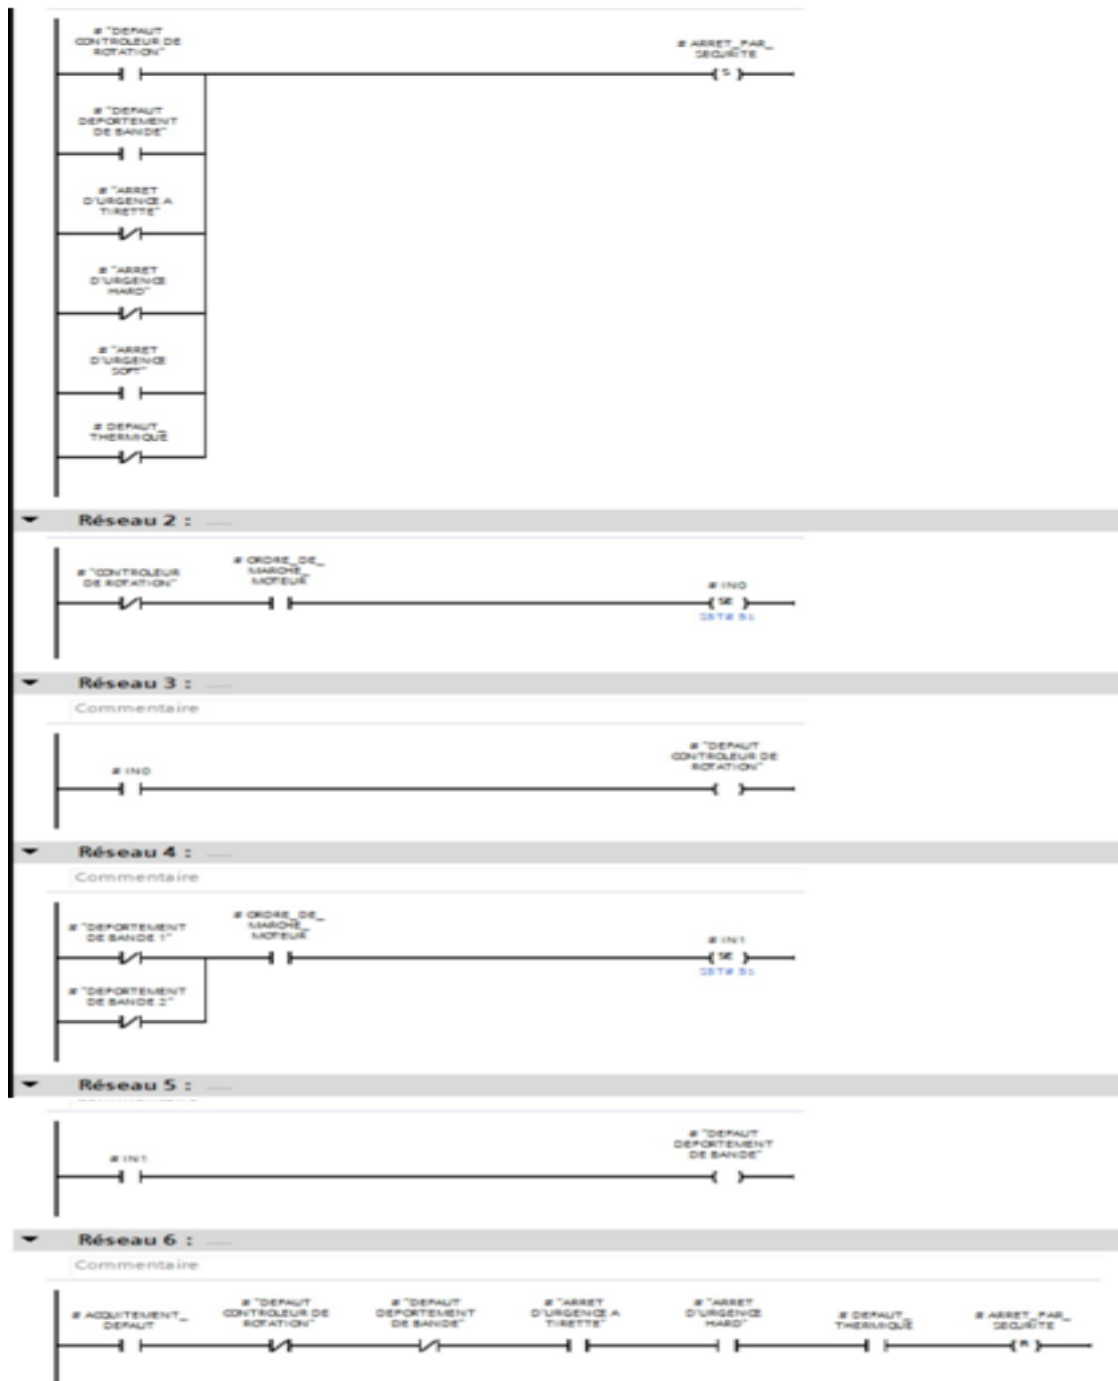 # "DEFAUT
CONTROLEUR DE
ROTATION"
# ARRET_PAR_
SECURITE
S
# "DEFAUT
DEPORTEMENT
DE BANDE"
# "ARRET
D'URGENCE A
TIRETTE"
# "ARRET
D'URGENCE
HARD"
# "ARRET
D'URGENCE
SOFT"
# DEFAUT_
THERMIQUE
Réseau 2 : .....
# "CONTROLEUR
DE ROTATION"
# ORDRE_DE_
MARCHE_
MOTEUR
# IN0
SE
Réseau 3 : .....
Commentaire
# IN0
# "DEFAUT
CONTROLEUR DE
ROTATION"
Réseau 4 : .....
Commentaire
# "DEPORTEMENT
DE BANDE 1"
# ORDRE_DE_
MARCHE_
MOTEUR
# IN1
SE
# "DEPORTEMENT
DE BANDE 2"
Réseau 5 : .....
# IN1
# "DEFAUT
DEPORTEMENT
DE BANDE"
Réseau 6 : .....
Commentaire
# ACQUITEMENT_
DEFAUT
# "DEFAUT
CONTROLEUR DE
ROTATION"
# "DEFAUT
DEPORTEMENT
DE BANDE"
# "ARRET
D'URGENCE A
TIRETTE"
# "ARRET
D'URGENCE
HARD"
# DEFAUT_
THERMIQUE
# ARRET_PAR_
SECURITE
R